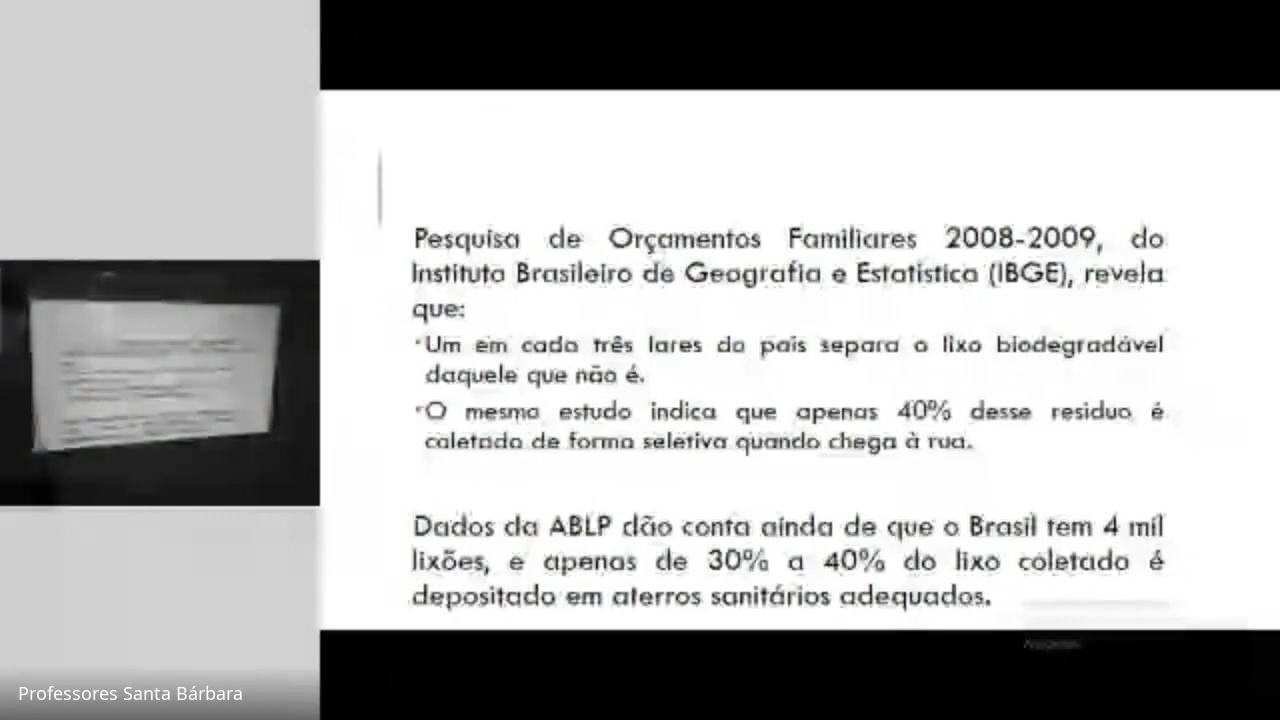 Pesquisa de Orçamentos Familiares 2008-2009, do
Instituto Brasileiro de Geografia e Estatística (IBGE), revela
que:
•Um em cada três lares do país separa o lixo biodegradável
daquele que não é.
•O mesmo estudo indica que apenas 40% desse resíduo é
coletado de forma seletiva quando chega à rua.
Dados da ABLP dão conta ainda de que o Brasil tem 4 mil
lixões, e apenas de 30% a 40% do lixo coletado é
depositado em aterros sanitários adequados.
Professores Santa Bárbara